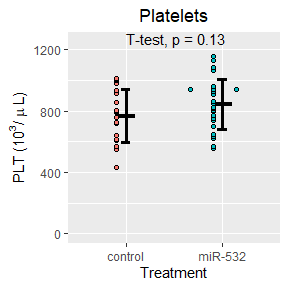 Platelets
T-test, p = 0.13
1200
800
400
0
PLT (10³/ μ L)
control miR-532
Treatment